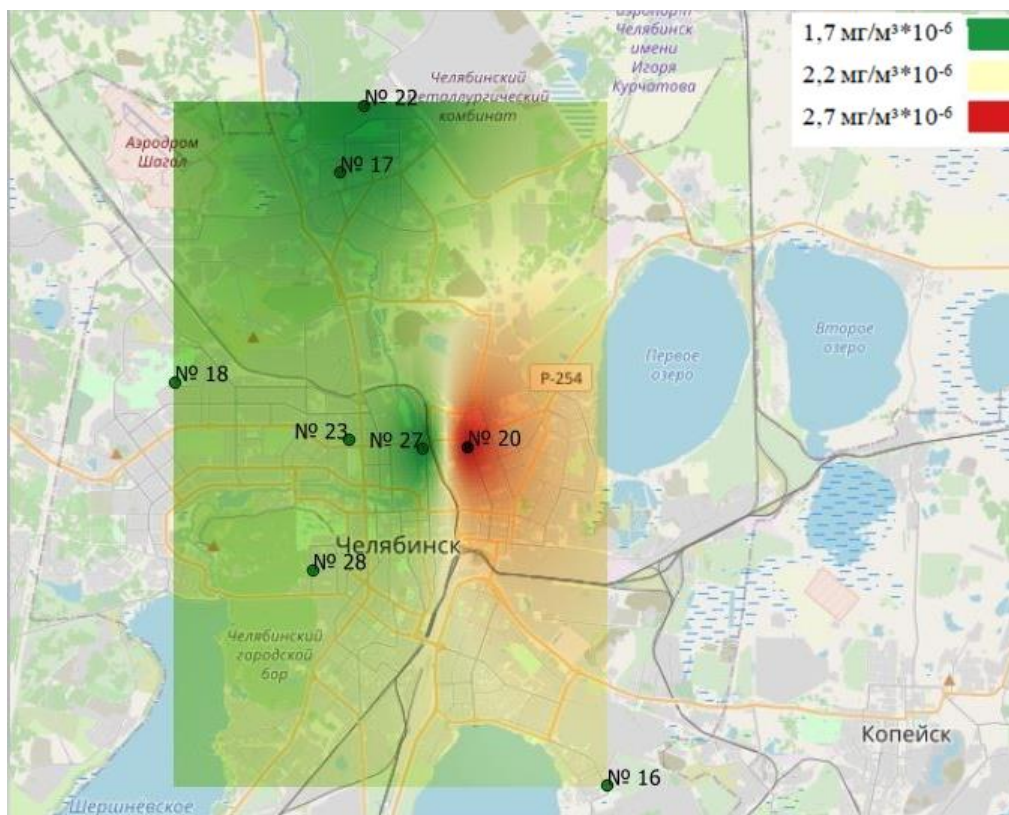 аэропорт
Челябинск
имени
Игоря
Курчатова
1,7 мг/м³*10⁻⁶
2,2 мг/м³*10⁻⁶
2,7 мг/м³*10⁻⁶
№ 22
Челябинский
металлургический
комбинат
Аэродром
Шагол
№ 17
Первое
озеро
Второе
озеро
Р-254
№ 18
№ 23
№ 27
№ 20
Челябинск
№ 28
Челябинский
городской
бор
Копейск
№ 16
Шершнёвское